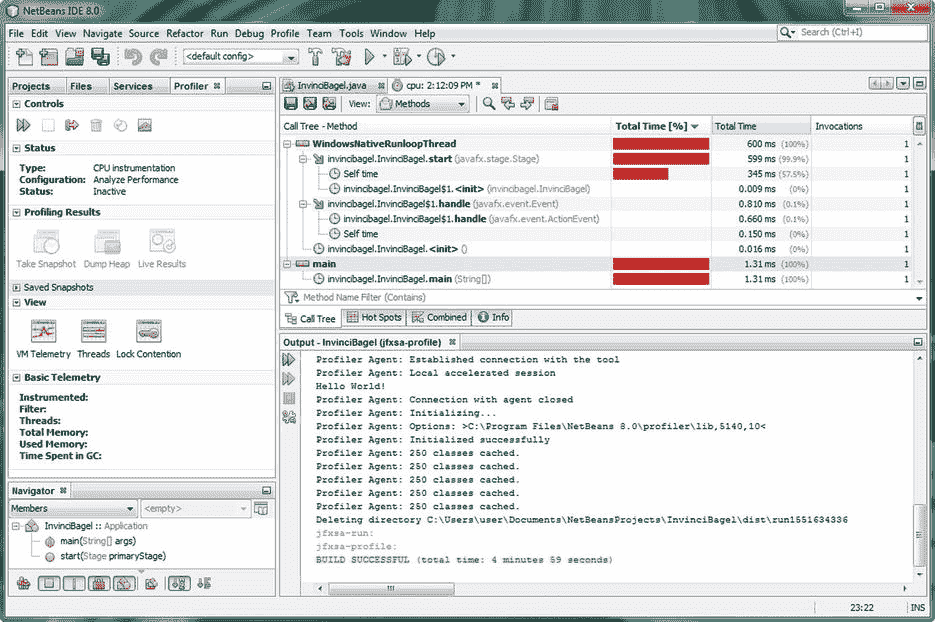 NetBeans IDE 8.0
File Edit View Navigate Source Refactor Run Debug Profile Team Tools Window Help
Search (Ctrl+I)
<default config>
Projects Files Services Profiler
Controls
Status
Type: CPU instrumentation
Configuration: Analyze Performance
Status: Inactive
Profiling Results
Take Snapshot Dump Heap Live Results
Saved Snapshots
View
VM Telemetry Threads Lock Contention
Basic Telemetry
Instrumented:
Filter:
Threads:
Total Memory:
Used Memory:
Time Spent in GC:
Navigator
Members <empty>
InvinciBagel :: Application
main(String[] args)
start(Stage primaryStage)
InvinciBagel.java cpu: 2:12:09 PM *
View: Methods
Call Tree - Method Total Time [%] Total Time Invocations
WindowsNativeRunloopThread 600 ms (100%) 1
invincibagel.InvinciBagel.start (javafx.stage.Stage) 599 ms (99.9%) 1
Self time 345 ms (57.5%) 1
invincibagel.InvinciBagel$1.<init> (invincibagel.InvinciBagel) 0.009 ms (0%) 1
invincibagel.InvinciBagel$1.handle (javafx.event.Event) 0.810 ms (0.1%) 1
invincibagel.InvinciBagel$1.handle (javafx.event.ActionEvent) 0.660 ms (0.1%) 1
Self time 0.150 ms (0%) 1
invincibagel.InvinciBagel.<init> () 0.016 ms (0%) 1
main 1.31 ms (100%) 1
invincibagel.InvinciBagel.main (String[]) 1.31 ms (100%) 1
Method Name Filter (Contains)
Call Tree Hot Spots Combined Info
Output - InvinciBagel (jfxsa-profile)
Profiler Agent: Established connection with the tool
Profiler Agent: Local accelerated session
Hello World!
Profiler Agent: Connection with agent closed
Profiler Agent: Initializing...
Profiler Agent: Options: >C:\Program Files\NetBeans 8.0\profiler\lib,5140,10<
Profiler Agent: Initialized successfully
Profiler Agent: 250 classes cached.
Profiler Agent: 250 classes cached.
Profiler Agent: 250 classes cached.
Profiler Agent: 250 classes cached.
Profiler Agent: 250 classes cached.
Deleting directory C:\Users\user\Documents\NetBeansProjects\InvinciBagel\dist\run1551634336
jfxsa-run:
jfxsa-profile:
BUILD SUCCESSFUL (total time: 4 minutes 59 seconds)
23:22 INS